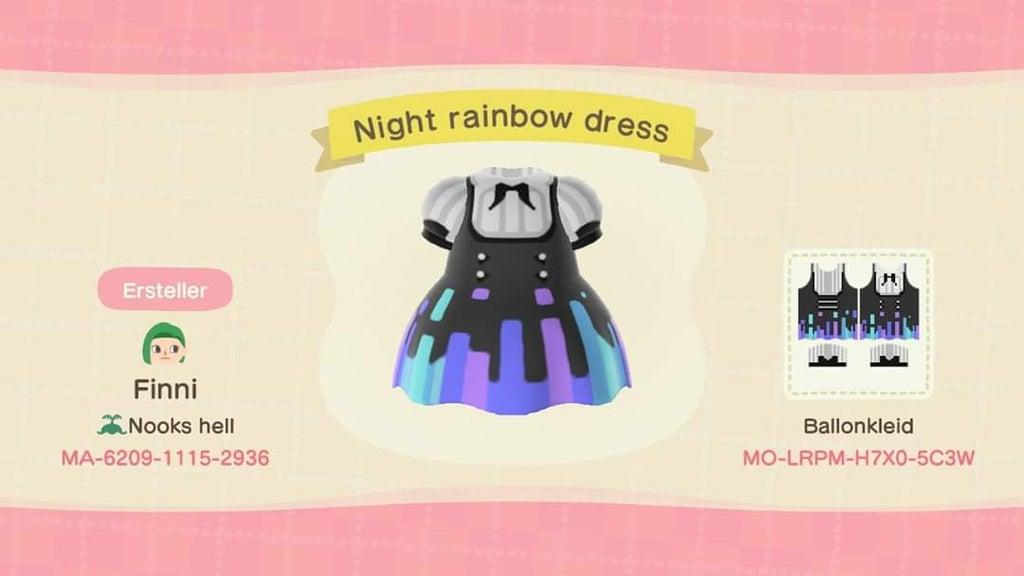 Night rainbow dress
Ersteller
Finni
Nooks hell
MA-6209-1115-2936
Ballonkleid
MO-LRPM-H7X0-5C3W